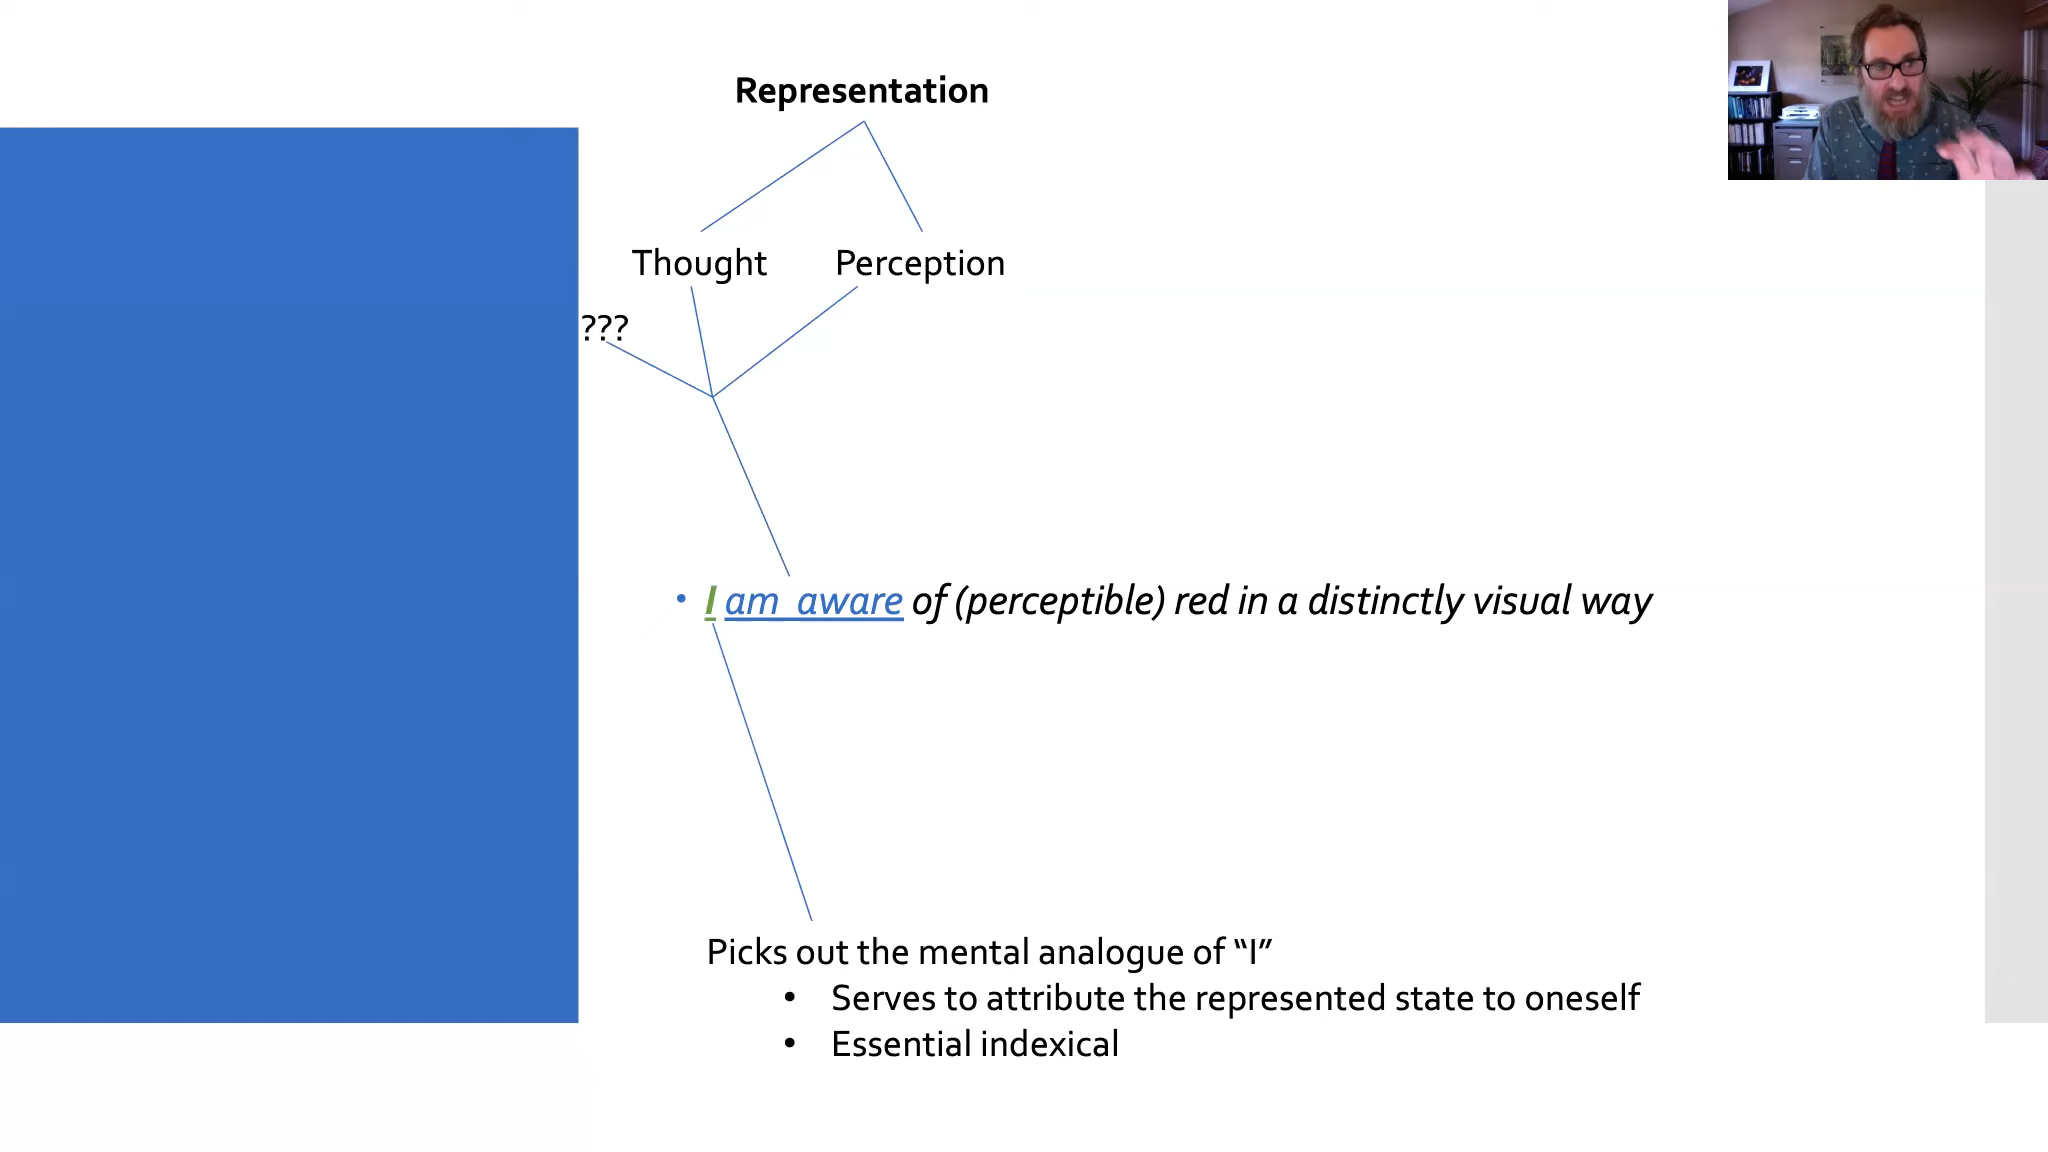 Representation
Thought Perception
???
• I am aware of (perceptible) red in a distinctly visual way
Picks out the mental analogue of “I”
• Serves to attribute the represented state to oneself
• Essential indexical